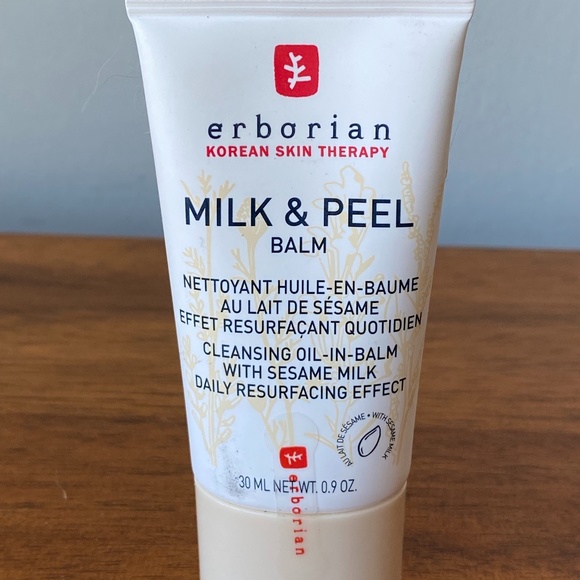 erborian
KOREAN SKIN THERAPY
MILK & PEEL
BALM
NETTOYANT HUILE-EN-BAUME
AU LAIT DE SÉSAME
EFFET RESURFAÇANT QUOTIDIEN
CLEANSING OIL-IN-BALM
WITH SESAME MILK
DAILY RESURFACING EFFECT
AU LAIT DE SÉSAME • WITH SESAME MILK
30 ML NET WT. 0.9 OZ.
erborian